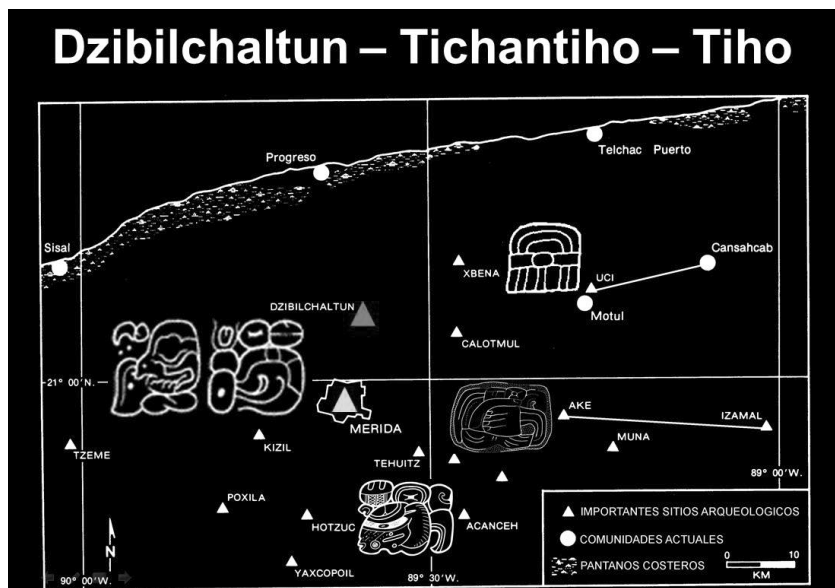 Dzibilchaltun – Tichantiho – Tiho
Telchac Puerto
Progreso
Sisal
Cansahcab
XBENA
UCI
Motul
DZIBILCHALTUN
CALOTMUL
21° 00'N.
MERIDA
AKE
IZAMAL
KIZIL
MUNA
TZEME
TEHUITZ
89° 00'W.
POXILA
HOTZUC
ACANCEH
IMPORTANTES SITIOS ARQUEOLOGICOS
COMUNIDADES ACTUALES
N
YAXCOPOIL
PANTANOS COSTEROS
0 10
KM
90° 00'W.
89° 30'W.